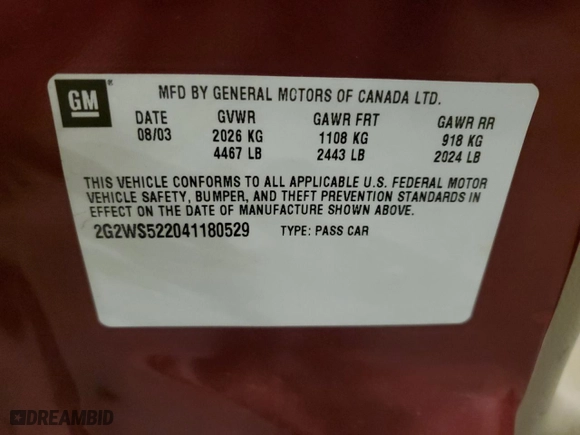 GM
MFD BY GENERAL MOTORS OF CANADA LTD.
DATE GVWR GAWR FRT GAWR RR
08/03 2026 KG 1108 KG 918 KG
4467 LB 2443 LB 2024 LB
THIS VEHICLE CONFORMS TO ALL APPLICABLE U.S. FEDERAL MOTOR
VEHICLE SAFETY, BUMPER, AND THEFT PREVENTION STANDARDS IN
EFFECT ON THE DATE OF MANUFACTURE SHOWN ABOVE.
2G2WS522041180529 TYPE: PASS CAR
DREAMBID